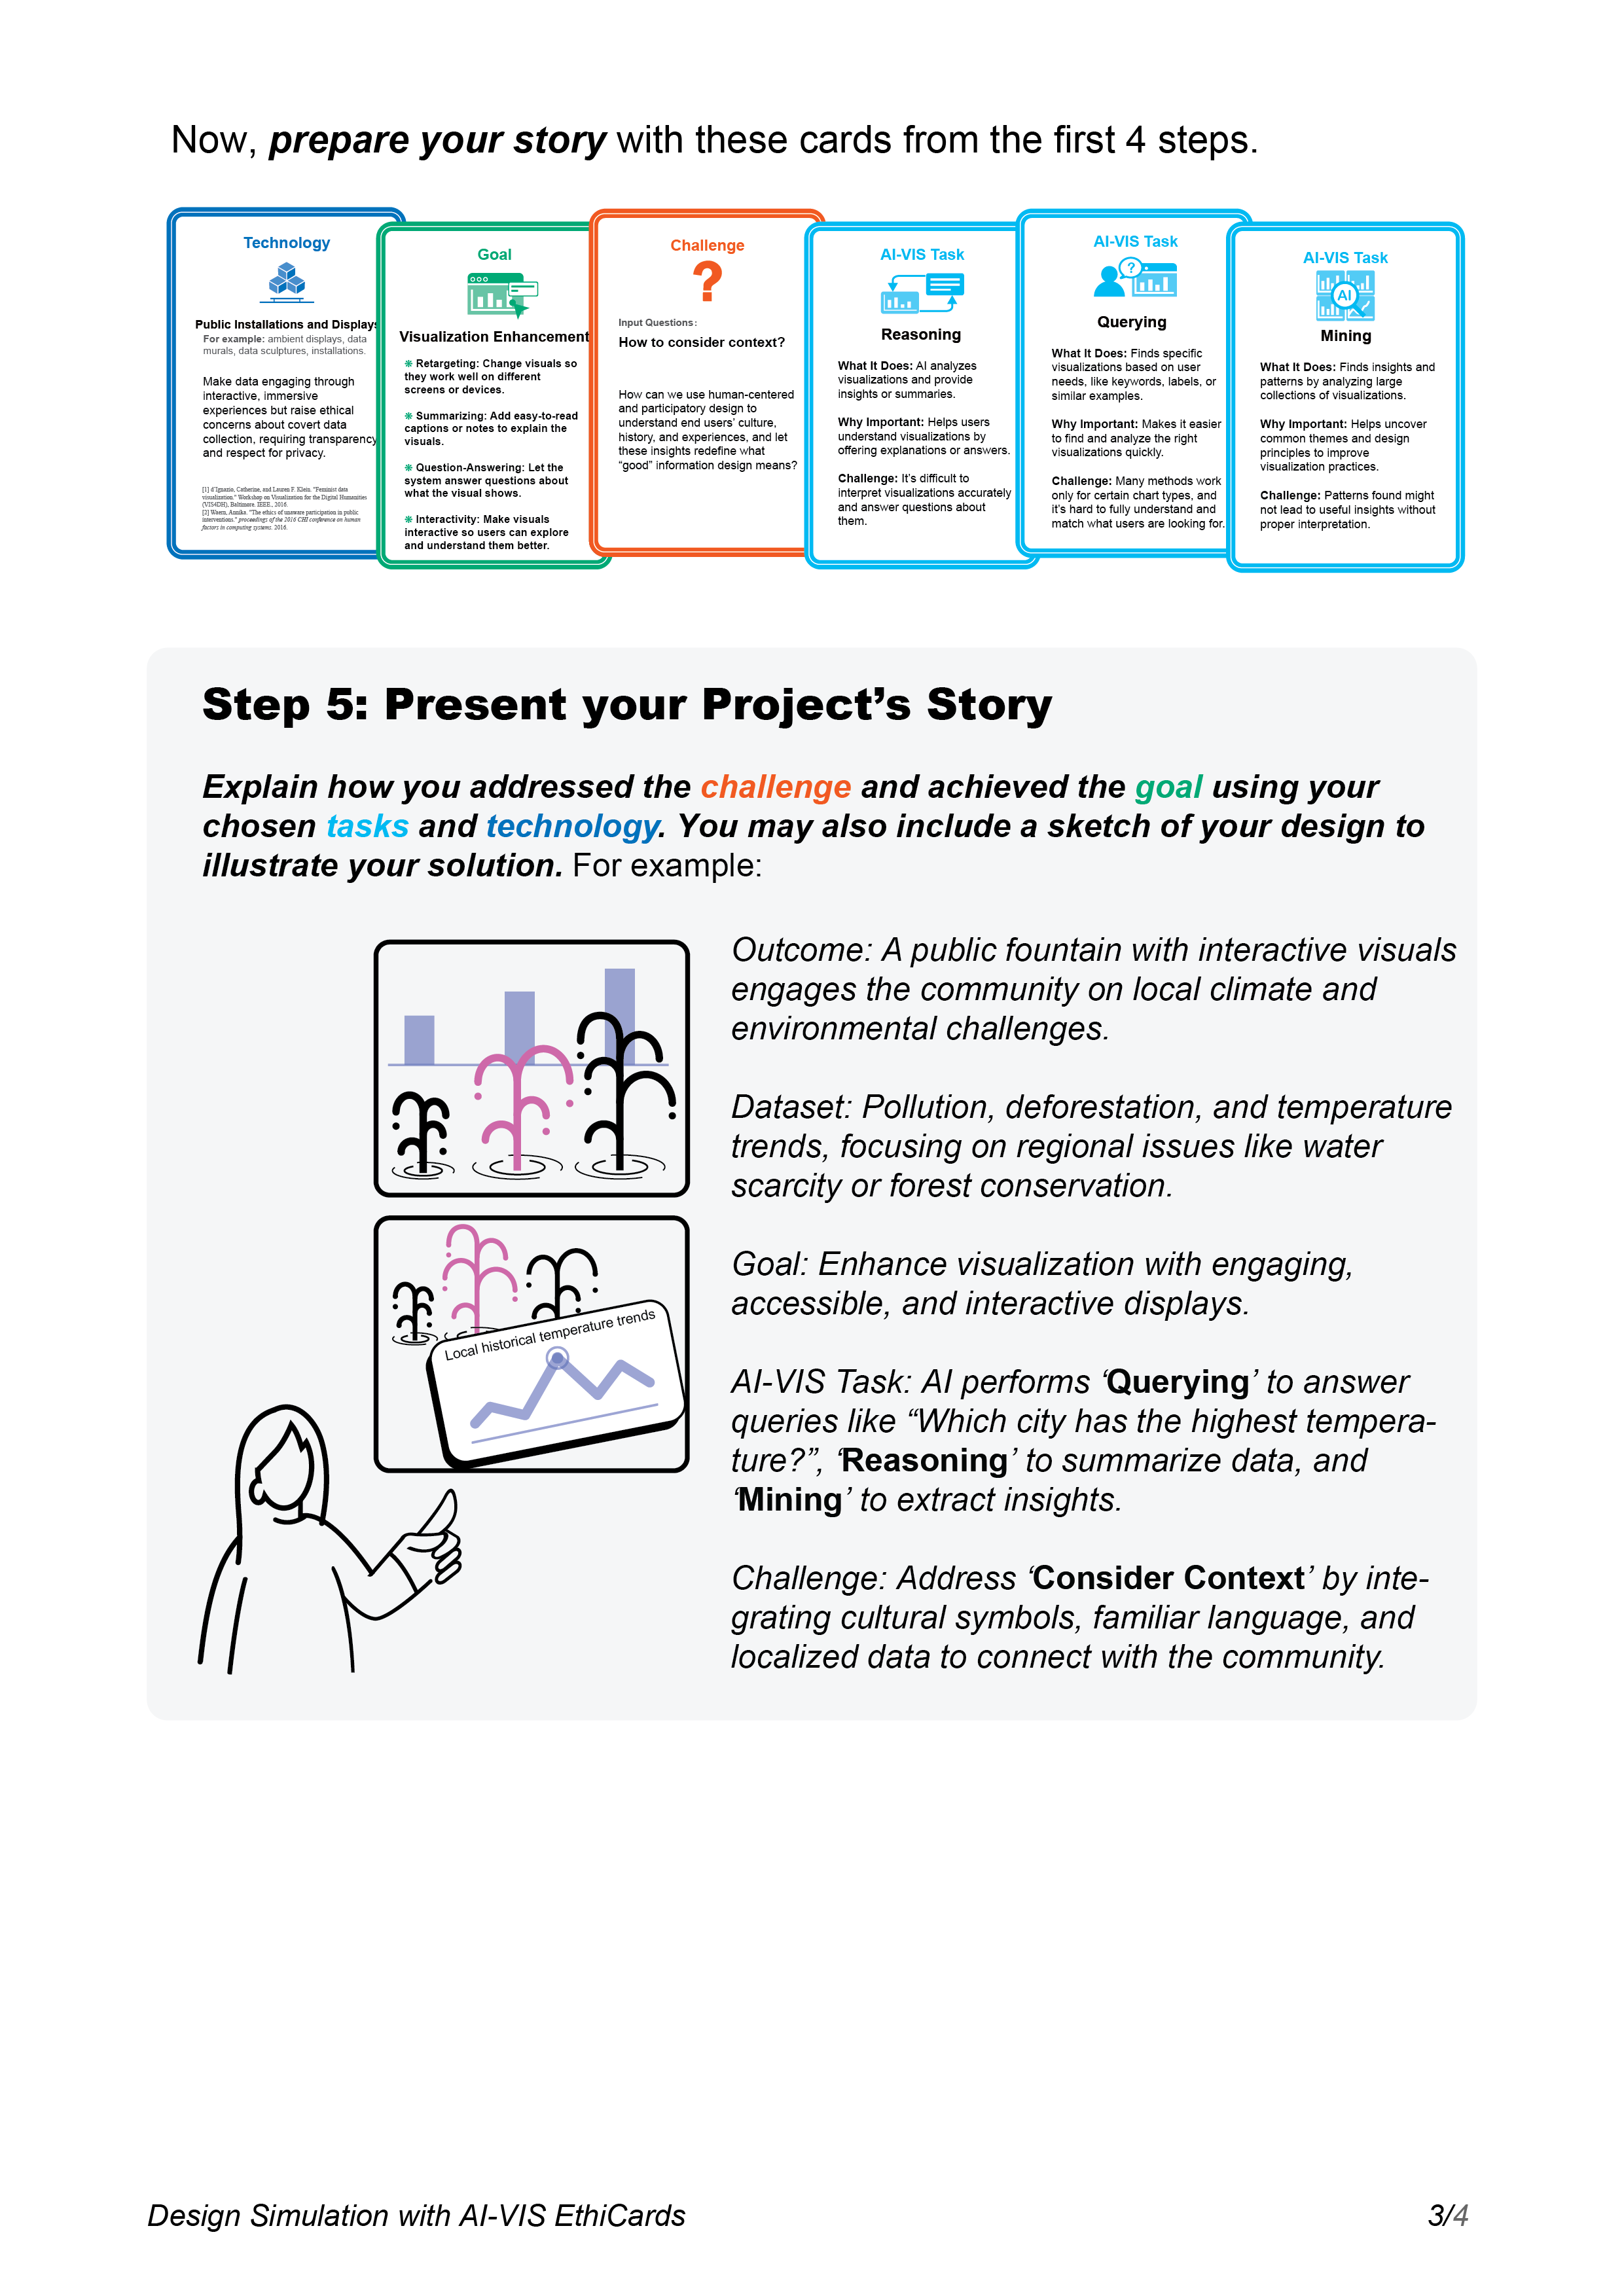 Now, prepare your story with these cards from the first 4 steps.
Technology
Public Installations and Displays
For example: ambient displays, data
murals, data sculptures, installations.
Make data engaging through
interactive, immersive
experiences but raise ethical
concerns about covert data
collection, requiring transparency
and respect for privacy.
[1] d'Ignazio, Catherine, and Lauren F. Klein. "Feminist data
visualization." Workshop on Visualization for the Digital Humanities
(VIS4DH), Baltimore. IEEE., 2016.
[2] Waern, Annika. "The ethics of unaware participation in public
interventions." proceedings of the 2016 CHI conference on human
factors in computing systems. 2016.
Goal
Visualization Enhancement
❋ Retargeting: Change visuals so
they work well on different
screens or devices.
❋ Summarizing: Add easy-to-read
captions or notes to explain the
visuals.
❋ Question-Answering: Let the
system answer questions about
what the visual shows.
❋ Interactivity: Make visuals
interactive so users can explore
and understand them better.
Challenge
?
Input Questions:
How to consider context?
How can we use human-centered
and participatory design to
understand end users' culture,
history, and experiences, and let
these insights redefine what
“good” information design means?
AI-VIS Task
Reasoning
What It Does: AI analyzes
visualizations and provide
insights or summaries.
Why Important: Helps users
understand visualizations by
offering explanations or answers.
Challenge: It's difficult to
interpret visualizations accurately
and answer questions about
them.
AI-VIS Task
?
Querying
What It Does: Finds specific
visualizations based on user
needs, like keywords, labels, or
similar examples.
Why Important: Makes it easier
to find and analyze the right
visualizations quickly.
Challenge: Many methods work
only for certain chart types, and
it's hard to fully understand and
match what users are looking for.
AI-VIS Task
AI
Mining
What It Does: Finds insights and
patterns by analyzing large
collections of visualizations.
Why Important: Helps uncover
common themes and design
principles to improve
visualization practices.
Challenge: Patterns found might
not lead to useful insights without
proper interpretation.
Step 5: Present your Project’s Story
Explain how you addressed the challenge and achieved the goal using your
chosen tasks and technology. You may also include a sketch of your design to
illustrate your solution. For example:
Local historical temperature trends
Outcome: A public fountain with interactive visuals
engages the community on local climate and
environmental challenges.
Dataset: Pollution, deforestation, and temperature
trends, focusing on regional issues like water
scarcity or forest conservation.
Goal: Enhance visualization with engaging,
accessible, and interactive displays.
AI-VIS Task: AI performs ‘Querying’ to answer
queries like “Which city has the highest tempera-
ture?”, ‘Reasoning’ to summarize data, and
‘Mining’ to extract insights.
Challenge: Address ‘Consider Context’ by inte-
grating cultural symbols, familiar language, and
localized data to connect with the community.
Design Simulation with AI-VIS EthiCards
3/4